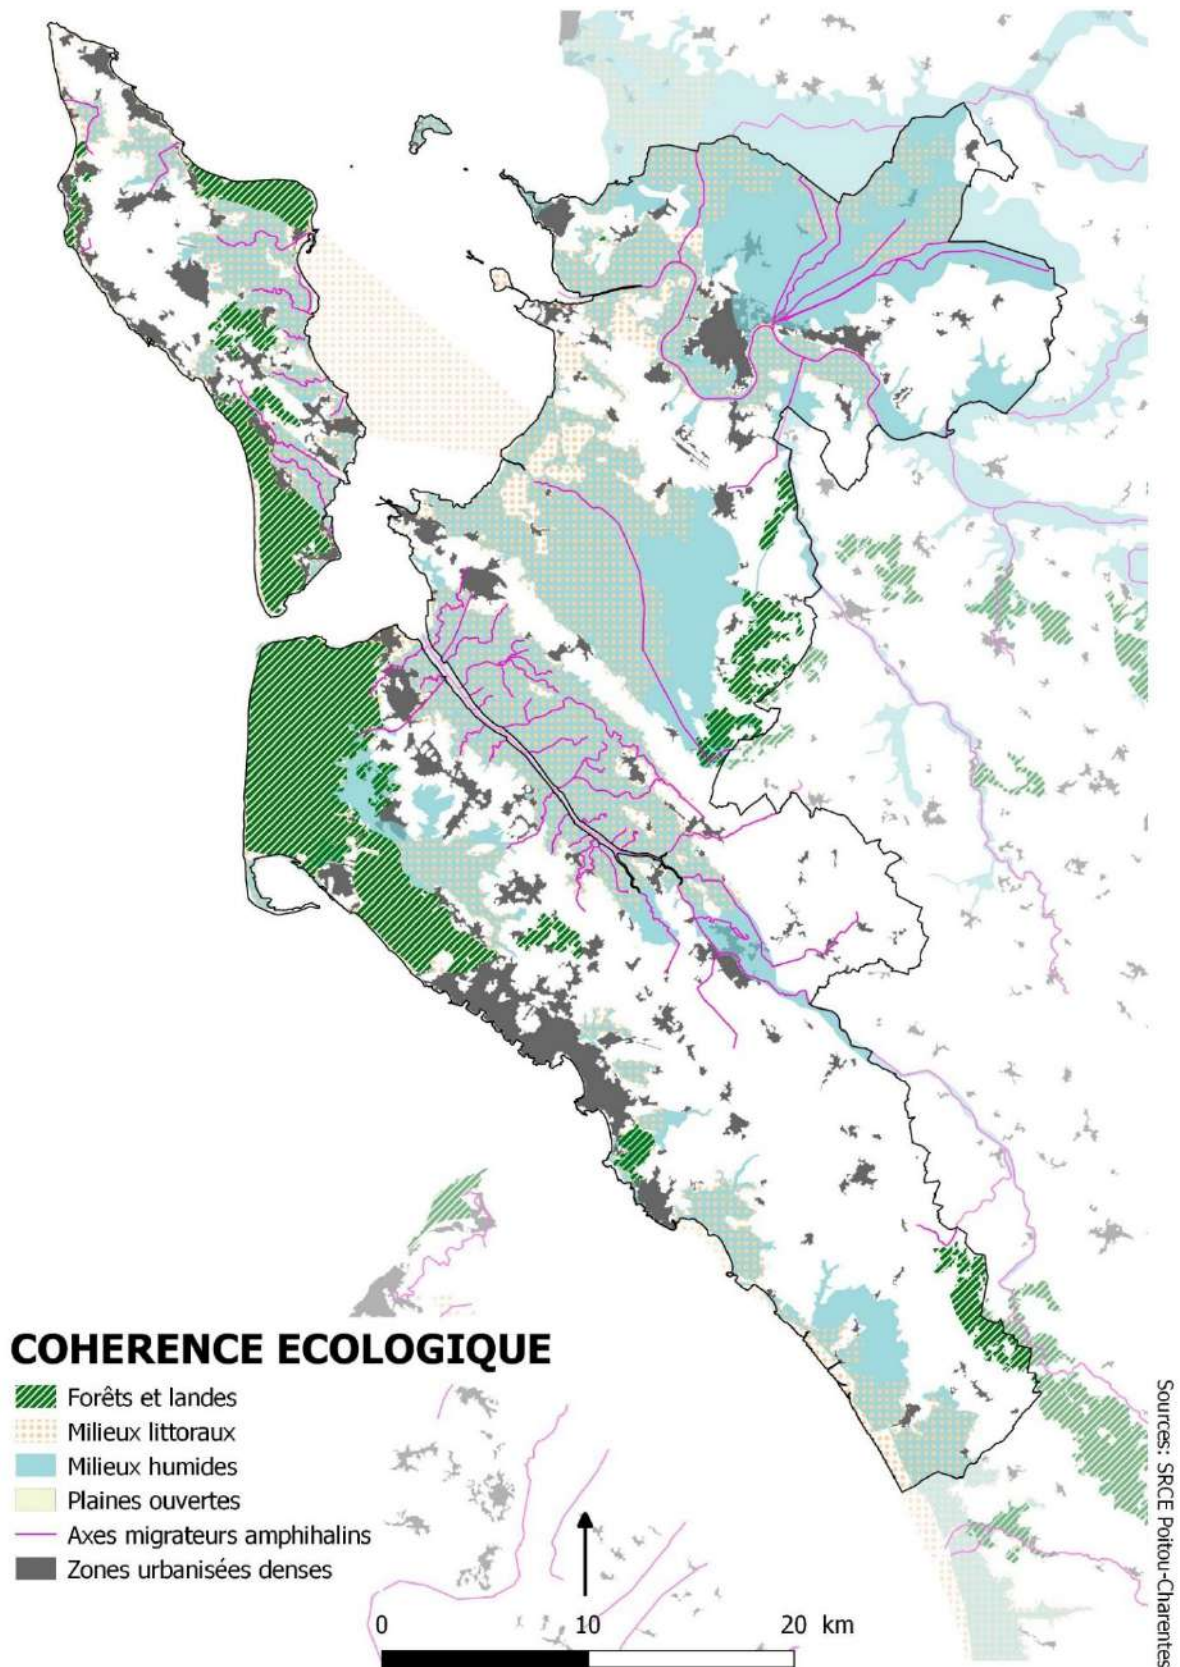 COHERENCE ECOLOGIQUE
Forêts et landes
Milieux littoraux
Milieux humides
Plaines ouvertes
Axes migrateurs amphihalins
Zones urbanisées denses
0 10 20 km
Sources: SRCE Poitou-Charentes